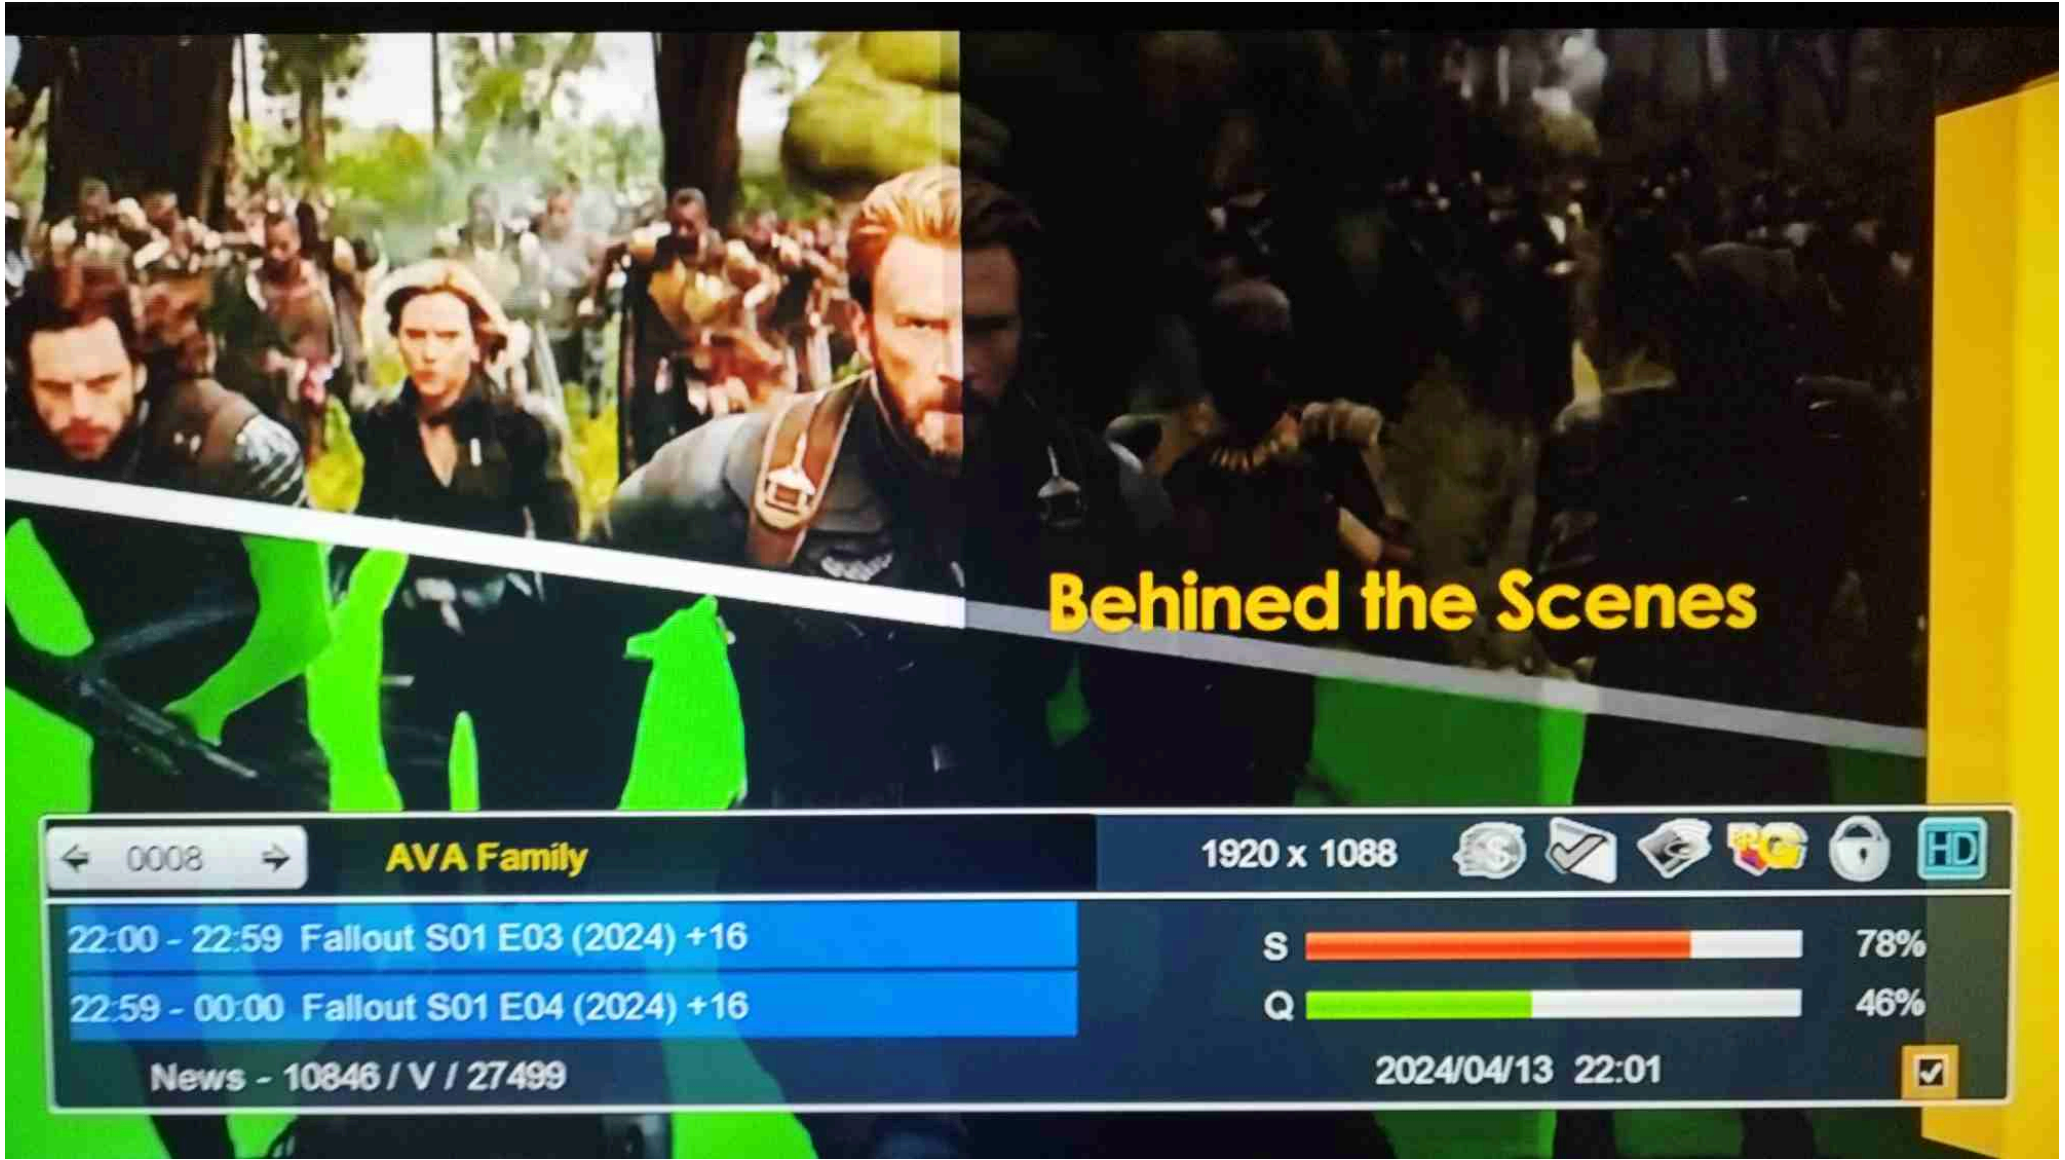 Behined the Scenes
0008
AVA Family
1920 x 1088
HD
22:00 - 22:59 Fallout S01 E03 (2024) +16
S
78%
22:59 - 00:00 Fallout S01 E04 (2024) +16
Q
46%
News - 10846 / V / 27499
2024/04/13 22:01